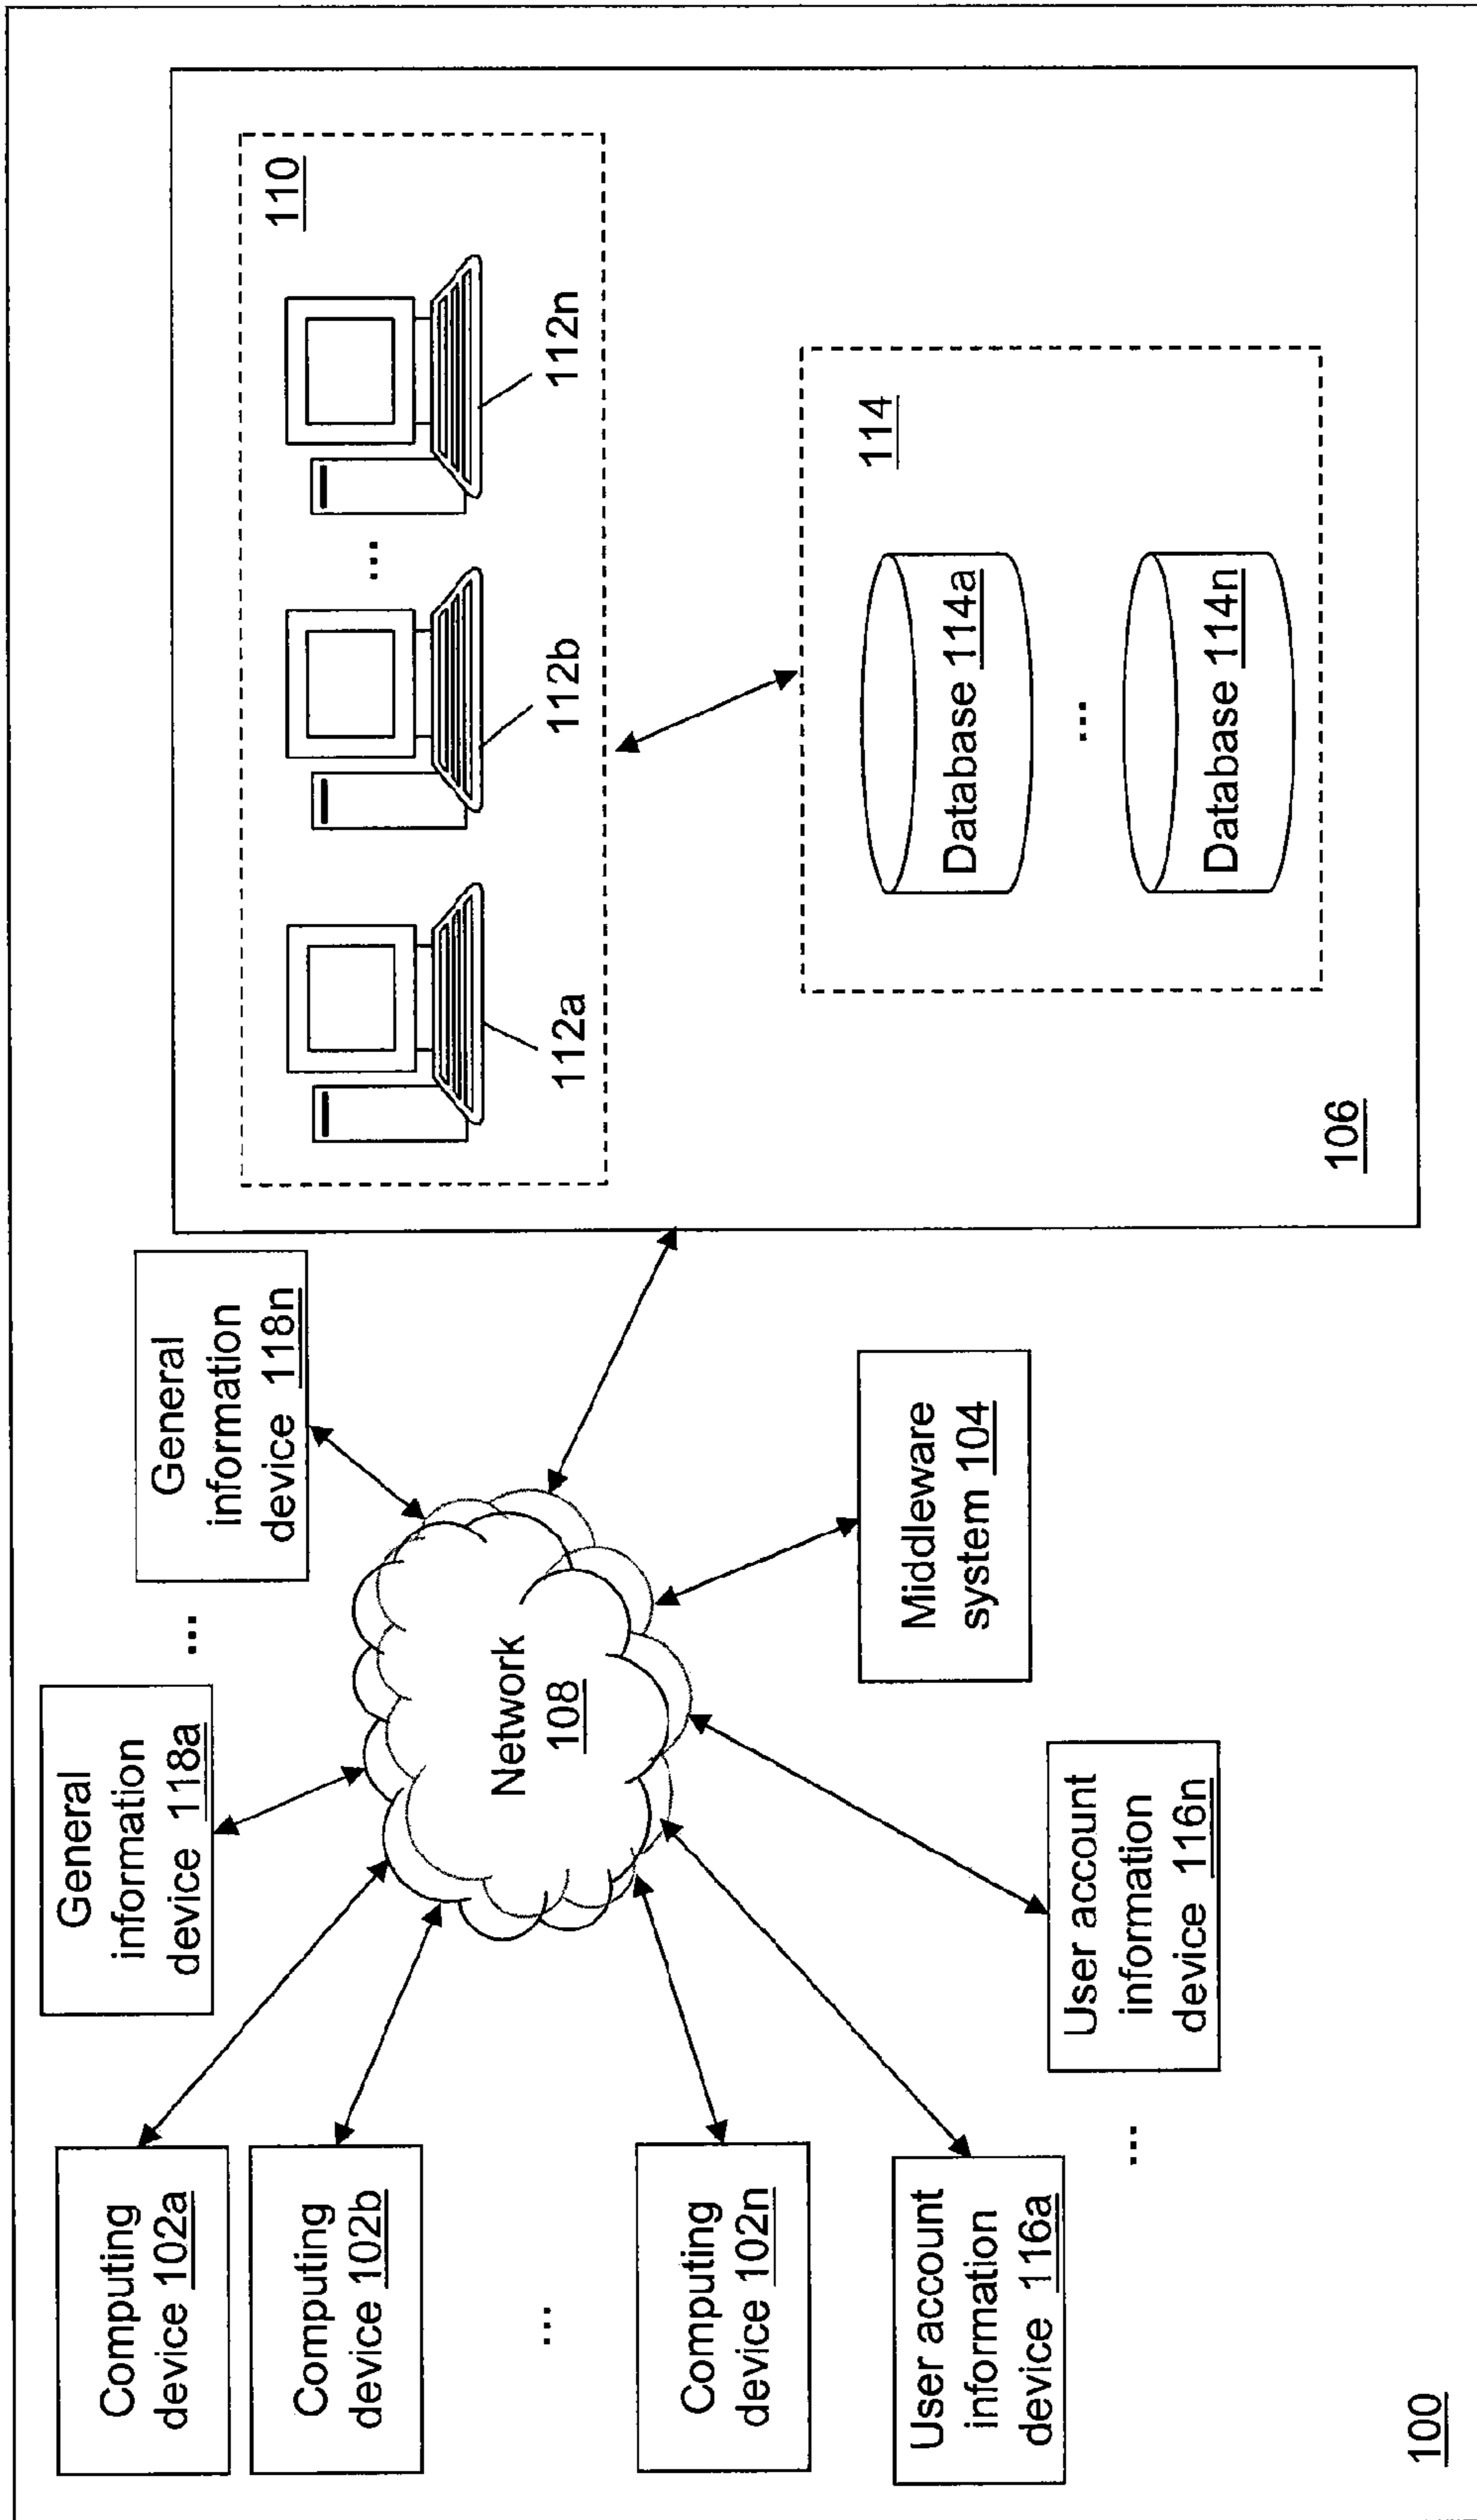 General
information
device 118a
...
General
information
device 118n
Computing
device 102a
Computing
device 102b
...
Computing
device 102n
User account
information
device 116a
...
User account
information
device 116n
Network
108
Middleware
system 104
110
112a
112b
...
112n
114
Database 114a
...
Database 114n
106
100